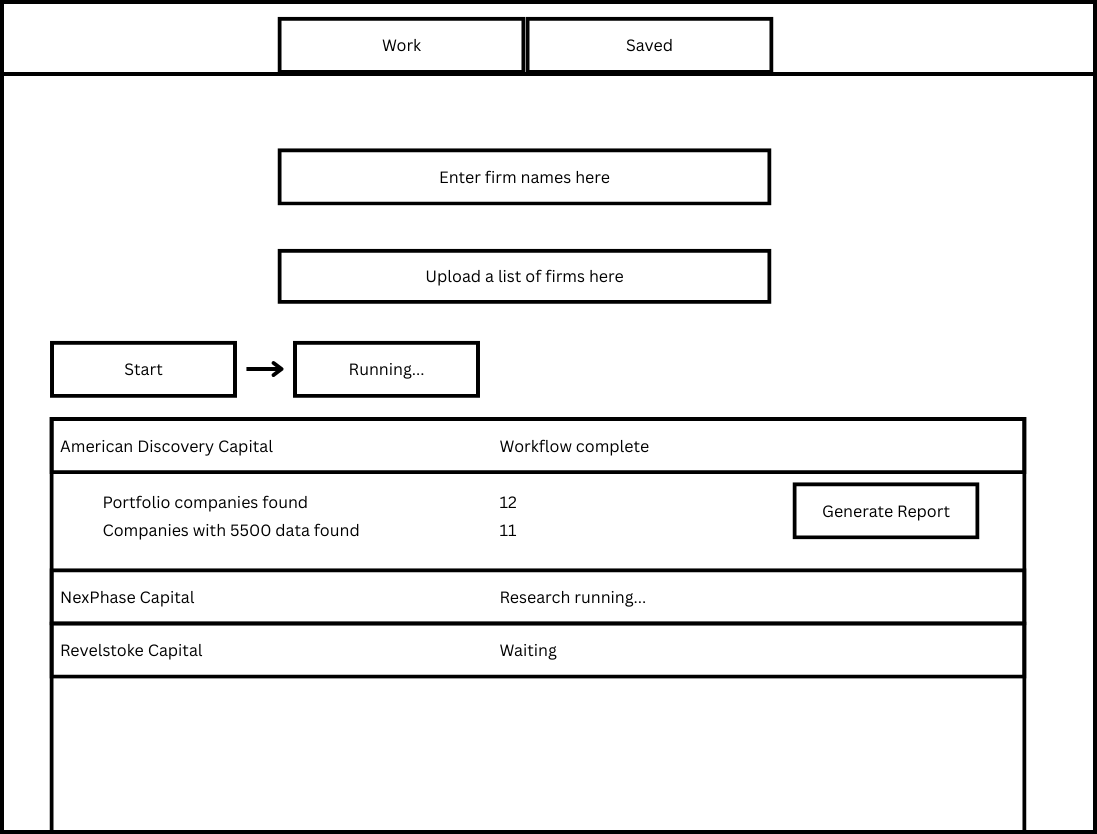 Work
Saved
Enter firm names here
Upload a list of firms here
Start
Running...
American Discovery Capital
Workflow complete
Portfolio companies found
12
Companies with 5500 data found
11
Generate Report
NexPhase Capital
Research running...
Revelstoke Capital
Waiting